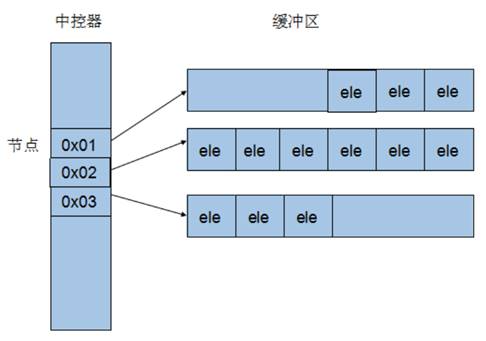 中控器
缓冲区
ele ele ele
节点
0x01
ele ele ele ele ele ele
0x02
0x03
ele ele ele